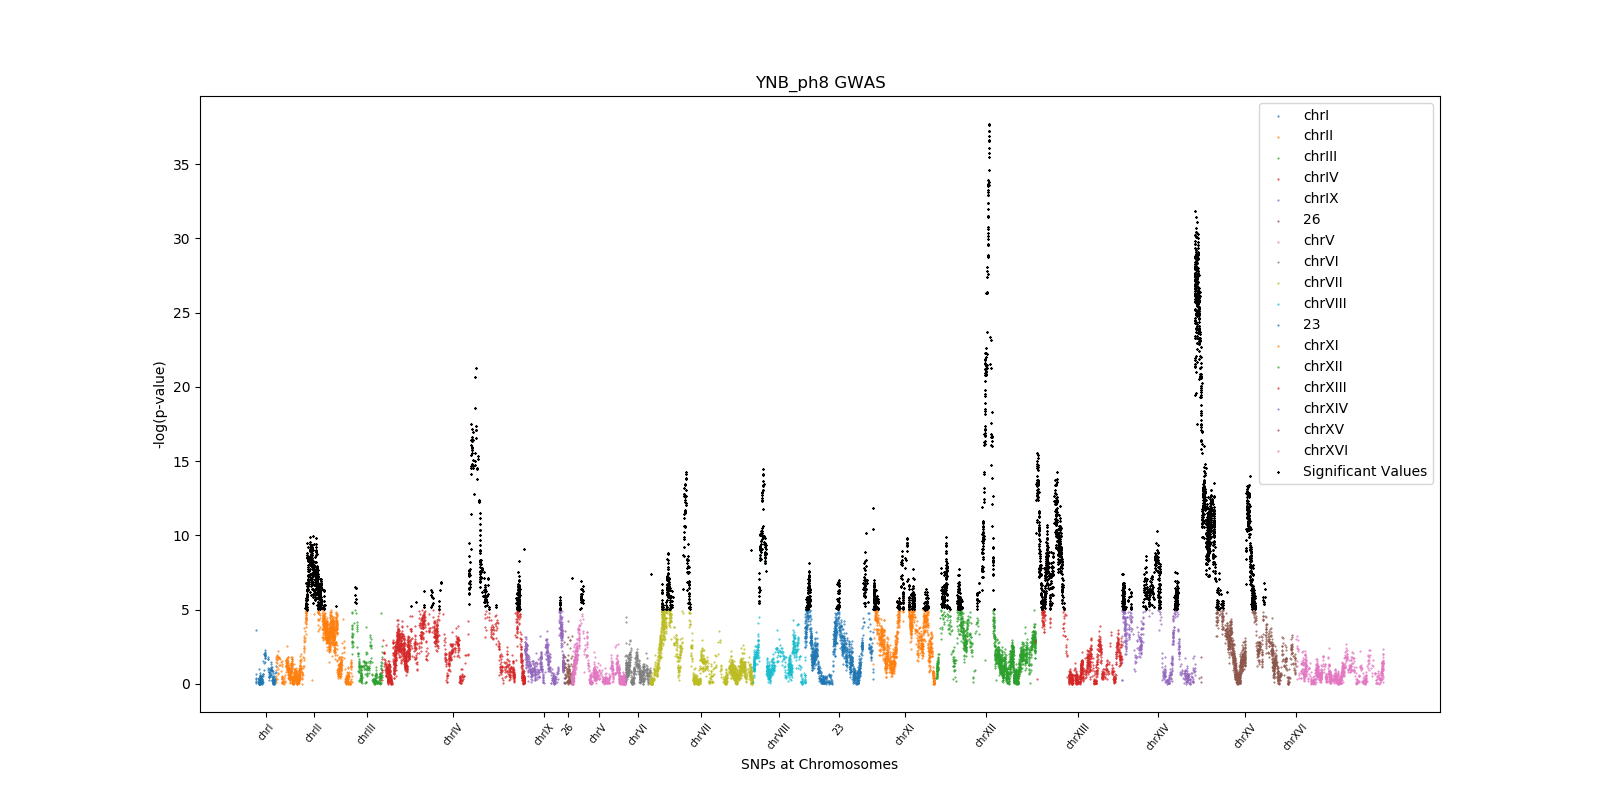 YNB_ph8 GWAS
-log(p-value)
35
30
25
20
15
10
5
0
chrI
chrII
chrIII
chrIV
chrIX
26
chrV
chrVI
chrVII
chrVIII
23
chrXI
chrXII
chrXIII
chrXIV
chrXV
chrXVI
Significant Values
chrI chrII chrIII chrIV chrIX 26 chrV chrVI chrVII chrVIII 23 chrXI chrXII chrXIII chrXIV chrXV chrXVI
SNPs at Chromosomes